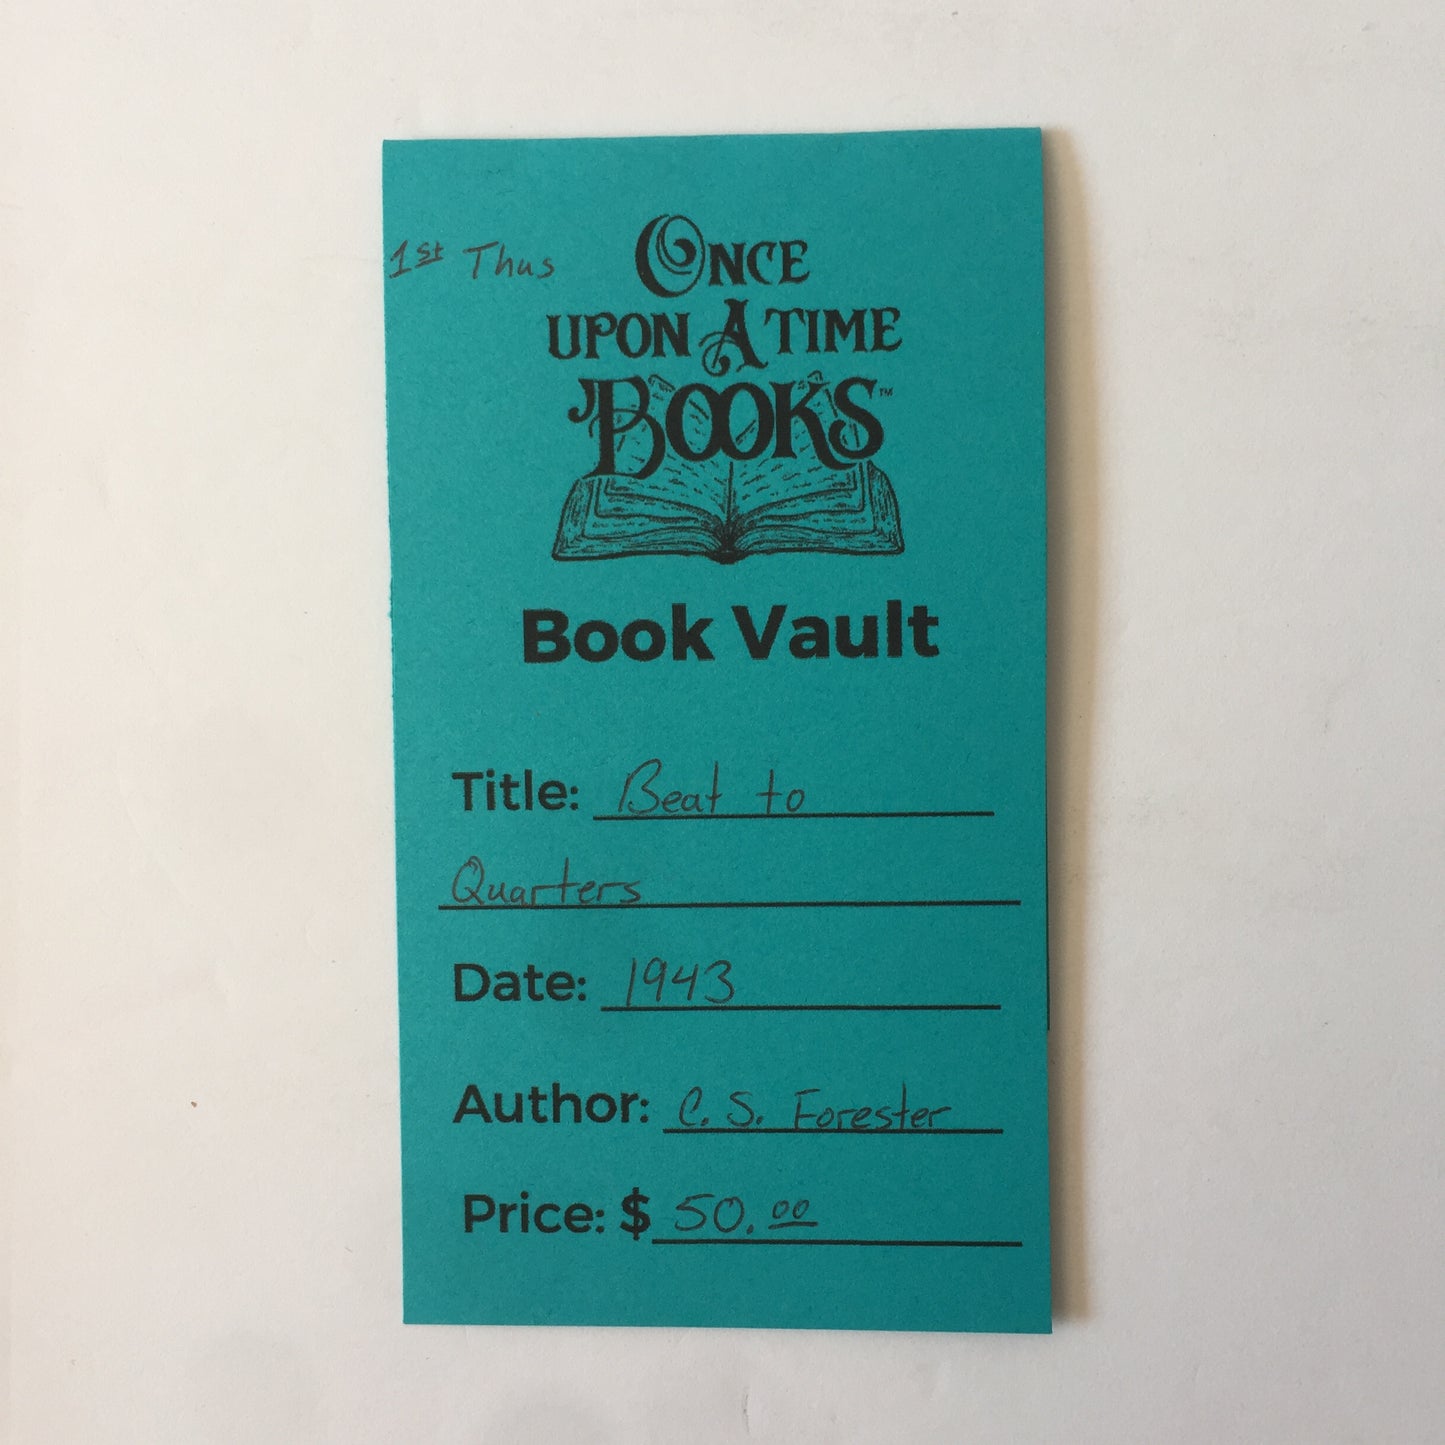 1st Thus
ONCE
UPON A TIME
BOOKS™
Book Vault
Title: Beat to
Quarters
Date: 1943
Author: C. S. Forester
Price: $ 50.00